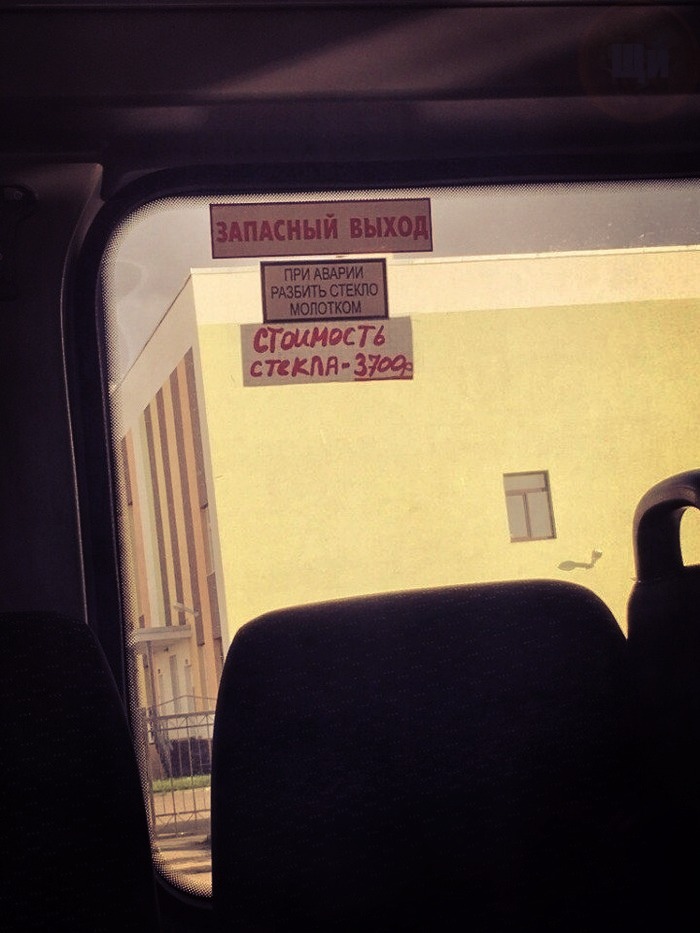 ЗАПАСНЫЙ ВЫХОД
ПРИ АВАРИИ
РАЗБИТЬ СТЕКЛО
МОЛОТКОМ
СТОИМОСТЬ
СТЕКЛА-3700р